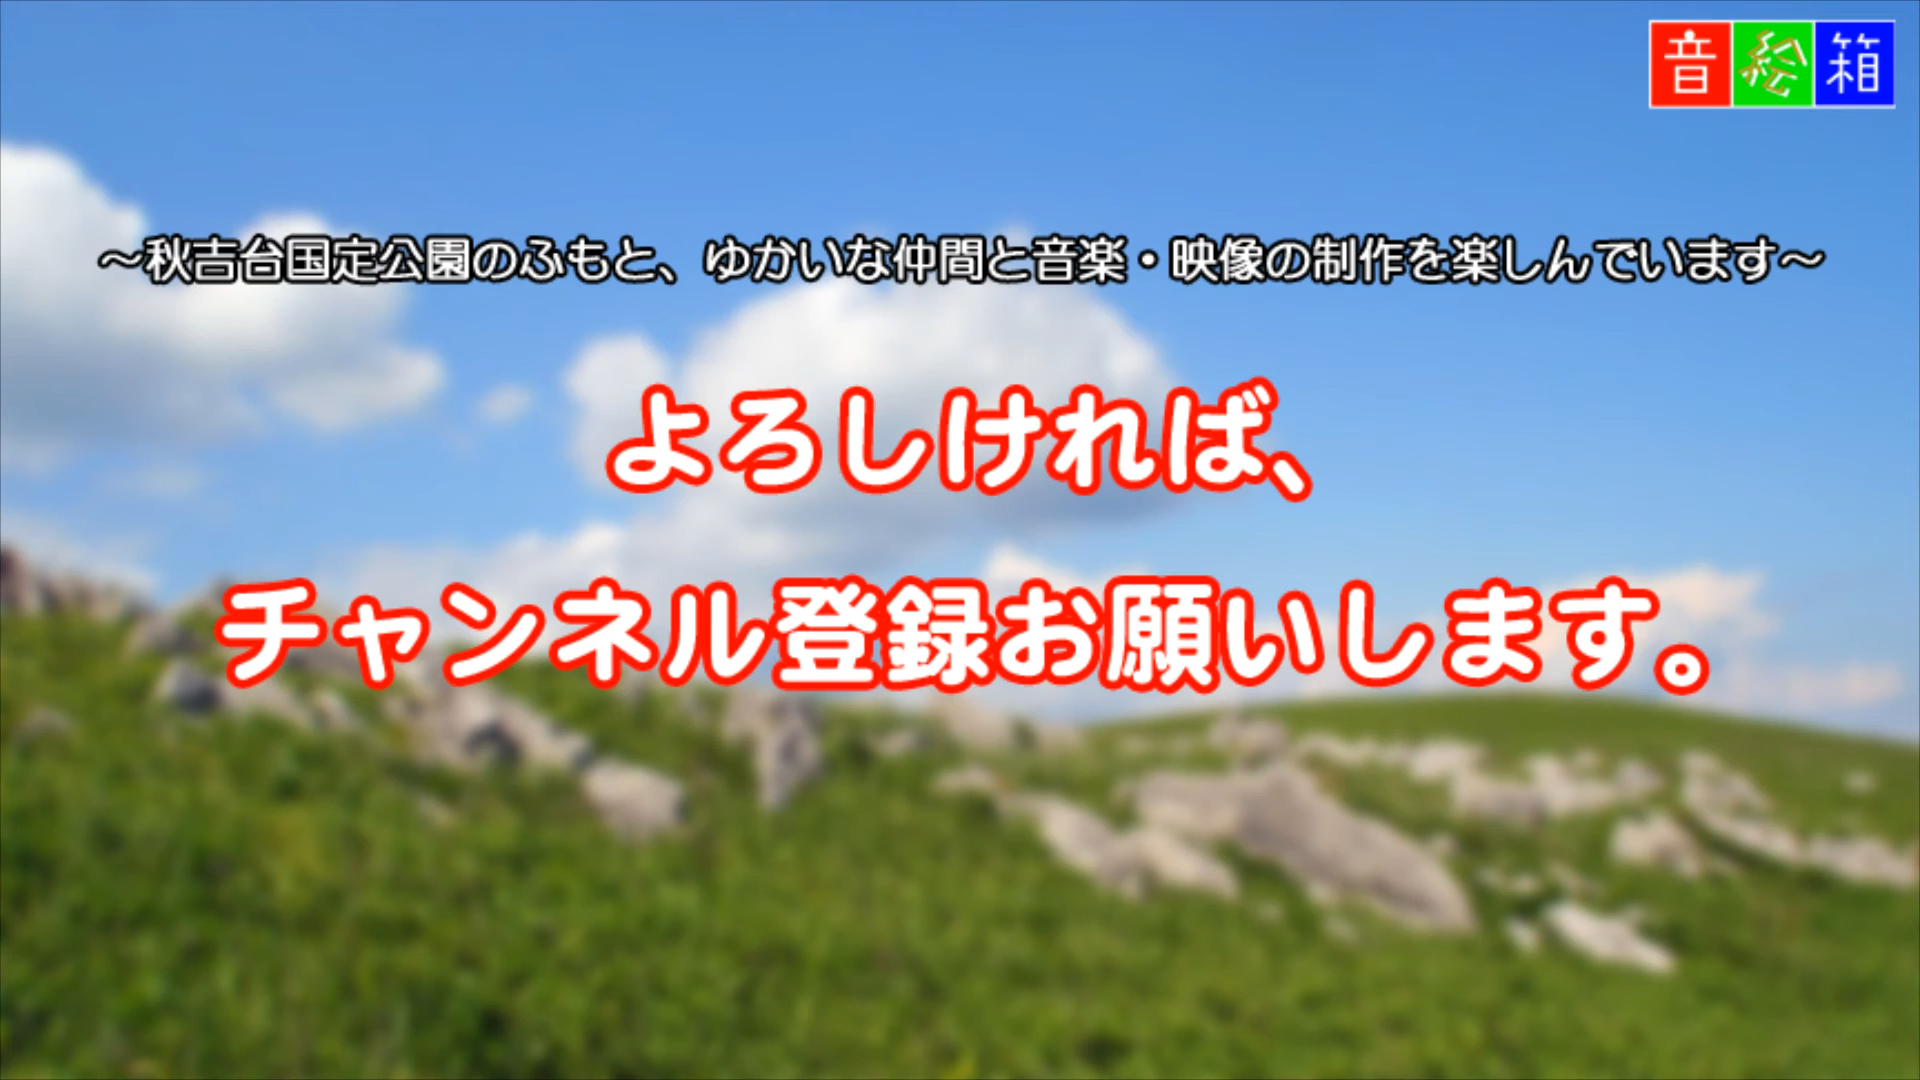 音絵箱
～秋吉台国定公園のふもと、ゆかいな仲間と音楽・映像の制作を楽しんでいます～
よろしければ、
チャンネル登録お願いします。